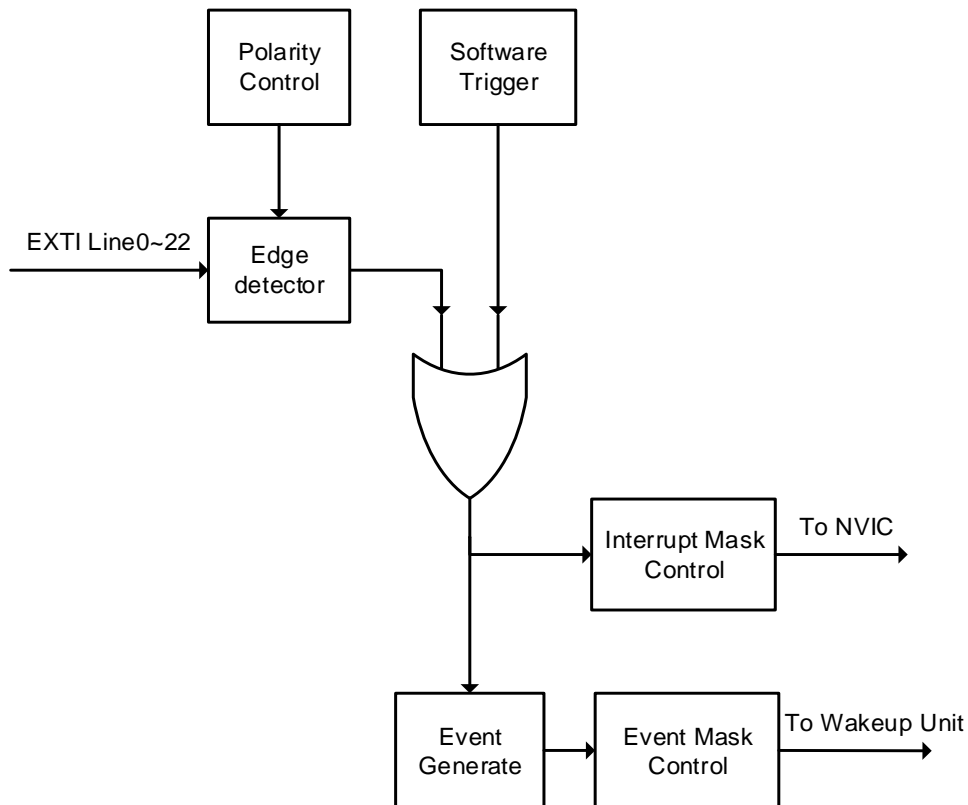 Polarity
Control
Software
Trigger
EXTI Line0~22
Edge
detector
Interrupt Mask
Control
To NVIC
Event
Generate
Event Mask
Control
To Wakeup Unit